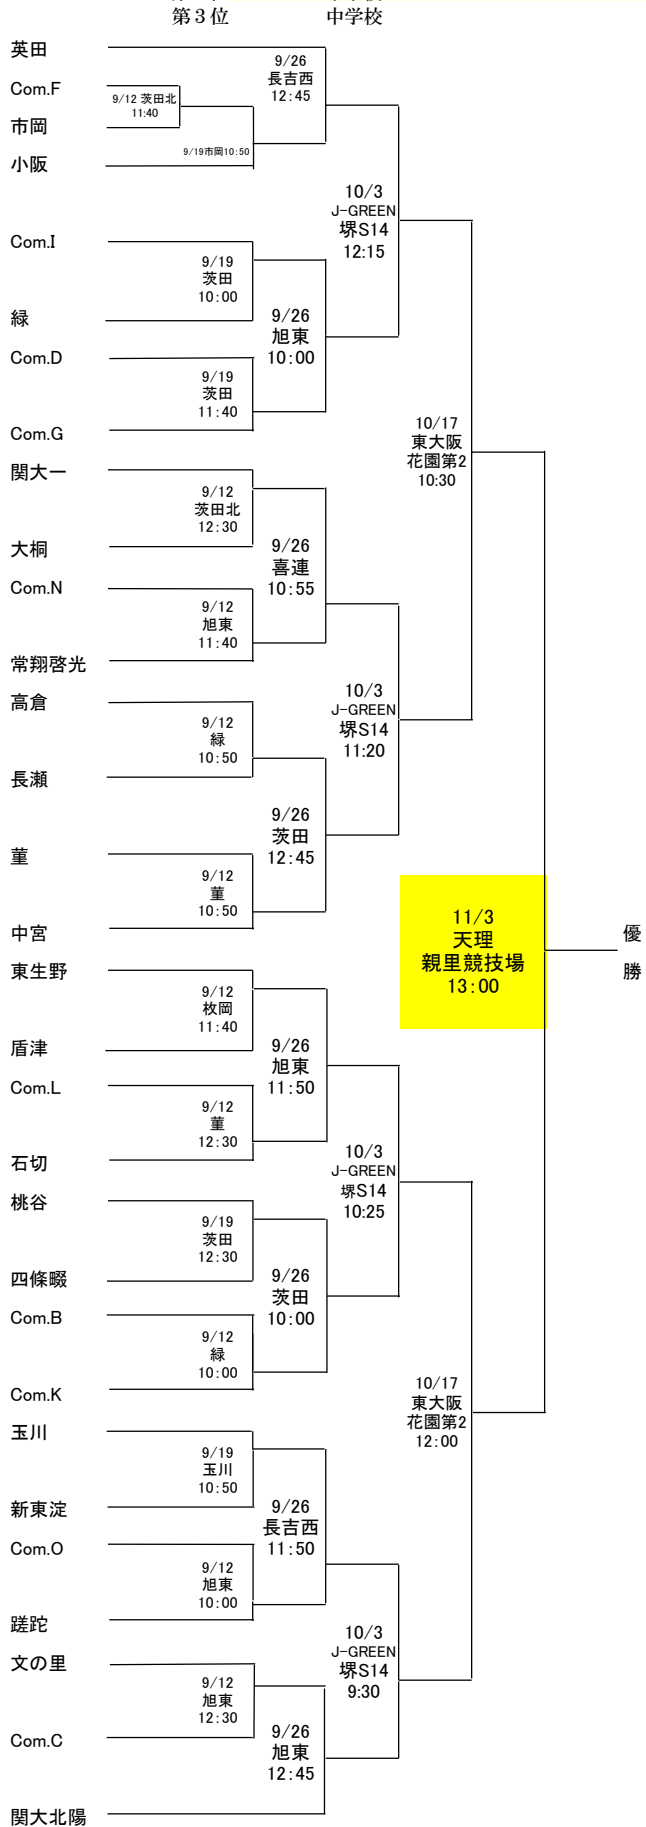 第３位
中学校
英田
9/26
長吉西
12:45
Com.F
9/12 茨田北
11:40
市岡
9/19市岡10:50
小阪
10/3
J-GREEN
堺S14
12:15
Com.I
9/19
茨田
10:00
緑
9/26
旭東
10:00
Com.D
9/19
茨田
11:40
Com.G
10/17
東大阪
花園第2
10:30
関大一
9/12
茨田北
12:30
大桐
9/26
喜連
10:55
Com.N
9/12
旭東
11:40
常翔啓光
10/3
J-GREEN
堺S14
11:20
高倉
9/12
緑
10:50
長瀬
9/26
茨田
12:45
菫
9/12
菫
10:50
中宮
11/3
天理
親里競技場
13:00
優
勝
東生野
9/12
枚岡
11:40
盾津
9/26
旭東
11:50
Com.L
9/12
菫
12:30
石切
10/3
J-GREEN
堺S14
10:25
桃谷
9/19
茨田
12:30
四條畷
9/26
茨田
10:00
Com.B
9/12
緑
10:00
Com.K
10/17
東大阪
花園第2
12:00
玉川
9/19
玉川
10:50
新東淀
9/26
長吉西
11:50
Com.O
9/12
旭東
10:00
蹉跎
10/3
J-GREEN
堺S14
9:30
文の里
9/12
旭東
12:30
Com.C
9/26
旭東
12:45
関大北陽